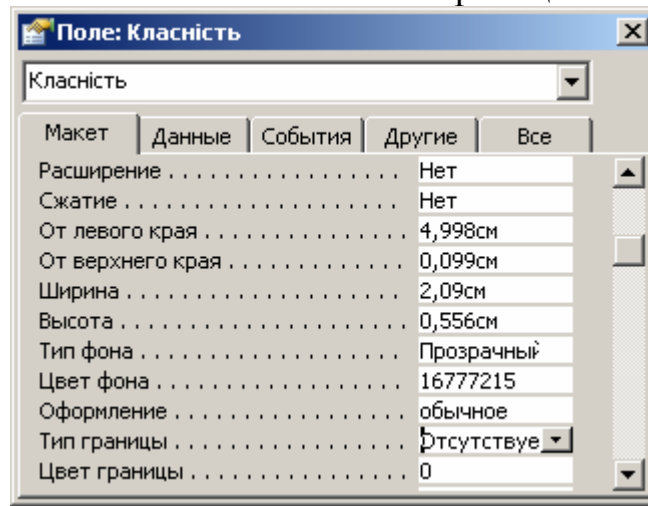 Поле: Класність
Класність
Макет Данные События Другие Все
Расширение . . . . . . . . . . . . . . . . . Нет
Сжатие . . . . . . . . . . . . . . . . . . . . Нет
От левого края . . . . . . . . . . . . . . . 4,998см
От верхнего края . . . . . . . . . . . . . 0,099см
Ширина . . . . . . . . . . . . . . . . . . . . 2,09см
Высота . . . . . . . . . . . . . . . . . . . . 0,556см
Тип фона . . . . . . . . . . . . . . . . . . . Прозрачный
Цвет фона . . . . . . . . . . . . . . . . . . 16777215
Оформление . . . . . . . . . . . . . . . . . обычное
Тип границы . . . . . . . . . . . . . . . . . Отсутствуе
Цвет границы . . . . . . . . . . . . . . . . 0